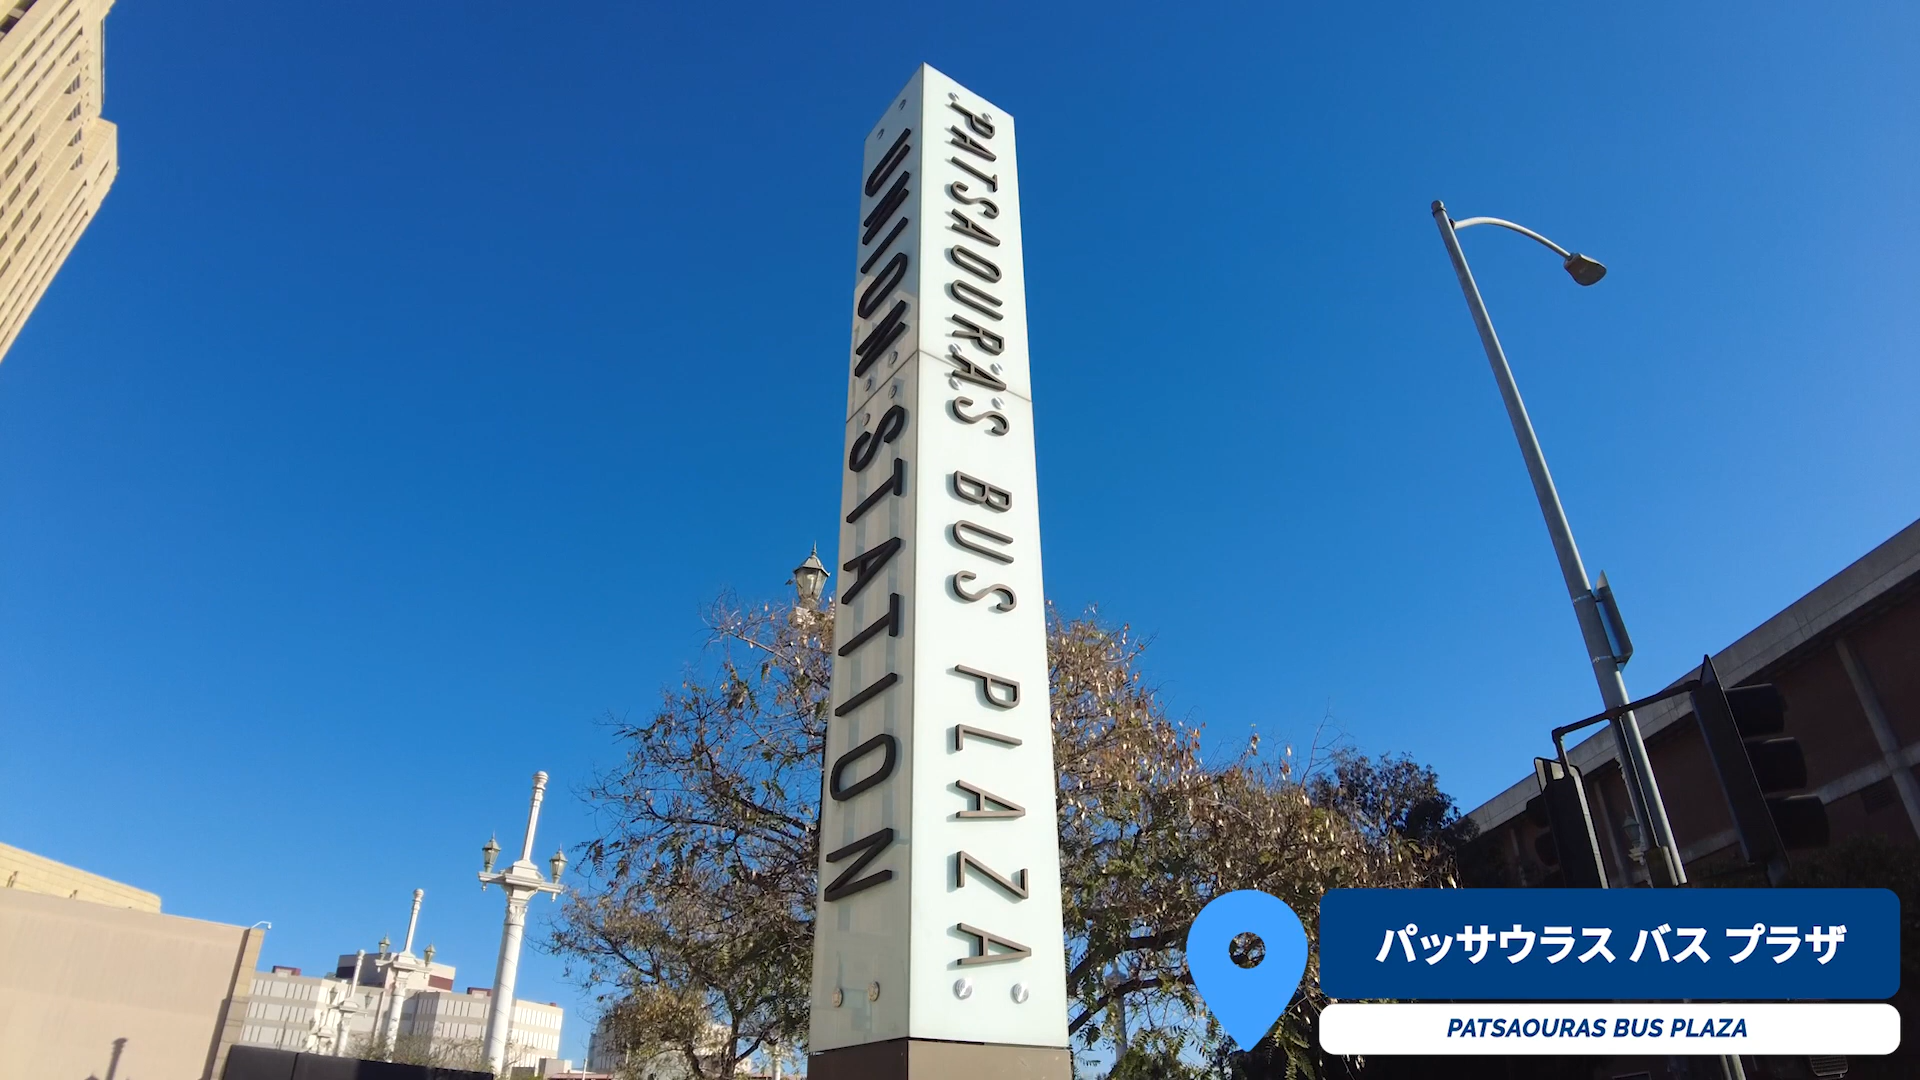 UNION STATION
PATSAOURAS BUS PLAZA
パッサウラス バス プラザ
PATSAOURAS BUS PLAZA